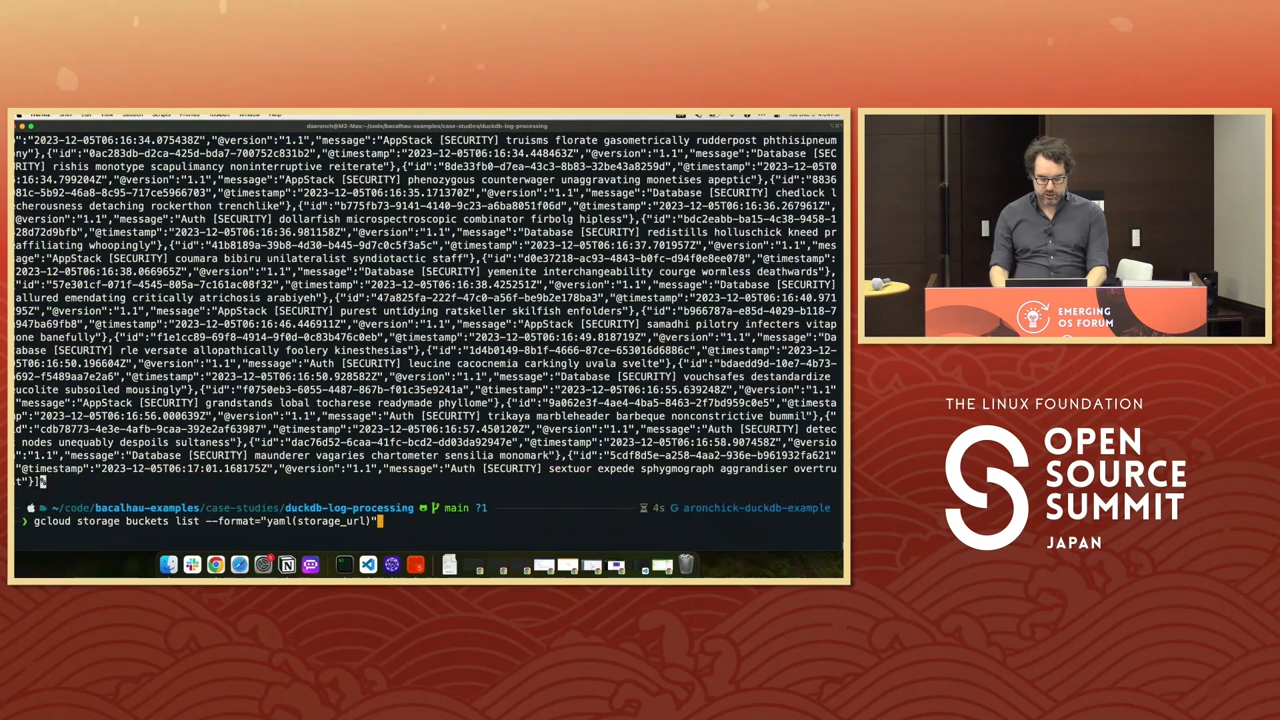 daaronch@M2-Max:~/code/bacalhau-examples/case-studies/duckdb-log-processing
":"2023-12-05T06:16:34.075438Z","@version":"1.1","message":"AppStack [SECURITY] truisms florate gasometrically rudderpost phthisipneum
ny"},{"id":"0ac283db-d2ca-425d-bda7-700752c831b2","@timestamp":"2023-12-05T06:16:34.448463Z","@version":"1.1","message":"Database [SEC
RITY] rishis monotype scapulimancy noninterruptive reiterate"},{"id":"8de33fb0-d7ea-43c3-8b83-32be43a8259d","@timestamp":"2023-12-05T0
:16:34.799204Z","@version":"1.1","message":"AppStack [SECURITY] phenozygous counterwager unaggravating monetises apeptic"},{"id":"8836
081c-5b92-46a8-8c95-717ce5966703","@timestamp":"2023-12-05T06:16:35.171370Z","@version":"1.1","message":"Database [SECURITY] chedlock l
echerousness detaching rockerthon trenchlike"},{"id":"b775fb73-9141-4140-9c23-a6ba8051f06d","@timestamp":"2023-12-05T06:16:36.267961Z",
@version":"1.1","message":"Auth [SECURITY] dollarfish microspectroscopic combinator firbolg hipless"},{"id":"bdc2eabb-ba15-4c38-9458-1
28d72d9bfb","@timestamp":"2023-12-05T06:16:36.981158Z","@version":"1.1","message":"Database [SECURITY] redistills holluschick kneed pr
affiliating whoopingly"},{"id":"41b8189a-39b8-4d30-b445-9d7c0c5f3a5c","@timestamp":"2023-12-05T06:16:37.701957Z","@version":"1.1","mes
sage":"AppStack [SECURITY] coumara bibiru unilateralist syndiotactic staff"},{"id":"d0e37218-ac93-4843-b0fc-d94f0e8ee078","@timestamp":
2023-12-05T06:16:38.066965Z","@version":"1.1","message":"Database [SECURITY] yemenite interchangeability courge wormless deathwards"},
"id":"57e301cf-071f-4545-805a-7c161ac08f32","@timestamp":"2023-12-05T06:16:38.425251Z","@version":"1.1","message":"Database [SECURITY]
allured emendating critically atrichosis arabiyeh"},{"id":"47a825fa-222f-47c0-a56f-be9b2e178ba3","@timestamp":"2023-12-05T06:16:40.971
95Z","@version":"1.1","message":"AppStack [SECURITY] purest untidying ratskeller skilfish enfolders"},{"id":"b966787a-e85d-4029-b118-7
947ba69fb8","@timestamp":"2023-12-05T06:16:46.446911Z","@version":"1.1","message":"AppStack [SECURITY] samadhi pilotry infecters vitap
one banefully"},{"id":"f1e1cc89-69f8-4914-9f0d-0c83b476c0eb","@timestamp":"2023-12-05T06:16:49.818719Z","@version":"1.1","message":"Da
abase [SECURITY] rle versate allopathically foolery kinesthesias"},{"id":"1d4b0149-8b1f-4666-87ce-653016d6886c","@timestamp":"2023-12-
5T06:16:50.196604Z","@version":"1.1","message":"Auth [SECURITY] leucine cacocnemia carkingly uvala svelte"},{"id":"bdaedd9d-10e7-4b73-
692-f5489aa7e2a6","@timestamp":"2023-12-05T06:16:50.928582Z","@version":"1.1","message":"Database [SECURITY] vouchsafes destandardize
ucolite subsoiled mousingly"},{"id":"f0750eb3-6055-4487-867b-f01c35e9241a","@timestamp":"2023-12-05T06:16:55.639248Z","@version":"1.1"
"message":"AppStack [SECURITY] grandstands lobal tocharese readymade phyllome"},{"id":"9a062e3f-4ae4-4ba5-8463-2f7bd959c0e5","@timesta
mp":"2023-12-05T06:16:56.000639Z","@version":"1.1","message":"Auth [SECURITY] trikaya marbleheader barbeque nonconstrictive bummil"},{"
d":"cdb78773-4e3e-4afb-9caa-392e2af63987","@timestamp":"2023-12-05T06:16:57.450120Z","@version":"1.1","message":"Auth [SECURITY] detec
nodes unequably despoils sultaness"},{"id":"dac76d52-6caa-41fc-bcd2-dd03da92947e","@timestamp":"2023-12-05T06:16:58.907458Z","@versio
":"1.1","message":"Database [SECURITY] maunderer vagaries chartometer sensilia monomark"},{"id":"5cdf8d5e-a258-4aa2-936e-b961932fa621"
"@timestamp":"2023-12-05T06:17:01.168175Z","@version":"1.1","message":"Auth [SECURITY] sextuor expede sphygmograph aggrandiser overtru
t"}]%
~/code/bacalhau-examples/case-studies/duckdb-log-processing main ?1 4s aronchick-duckdb-example
❯ gcloud storage buckets list --format="yaml(storage_url)"
EMERGING
OS FORUM
THE LINUX FOUNDATION
OPEN
SOURCE
SUMMIT
JAPAN